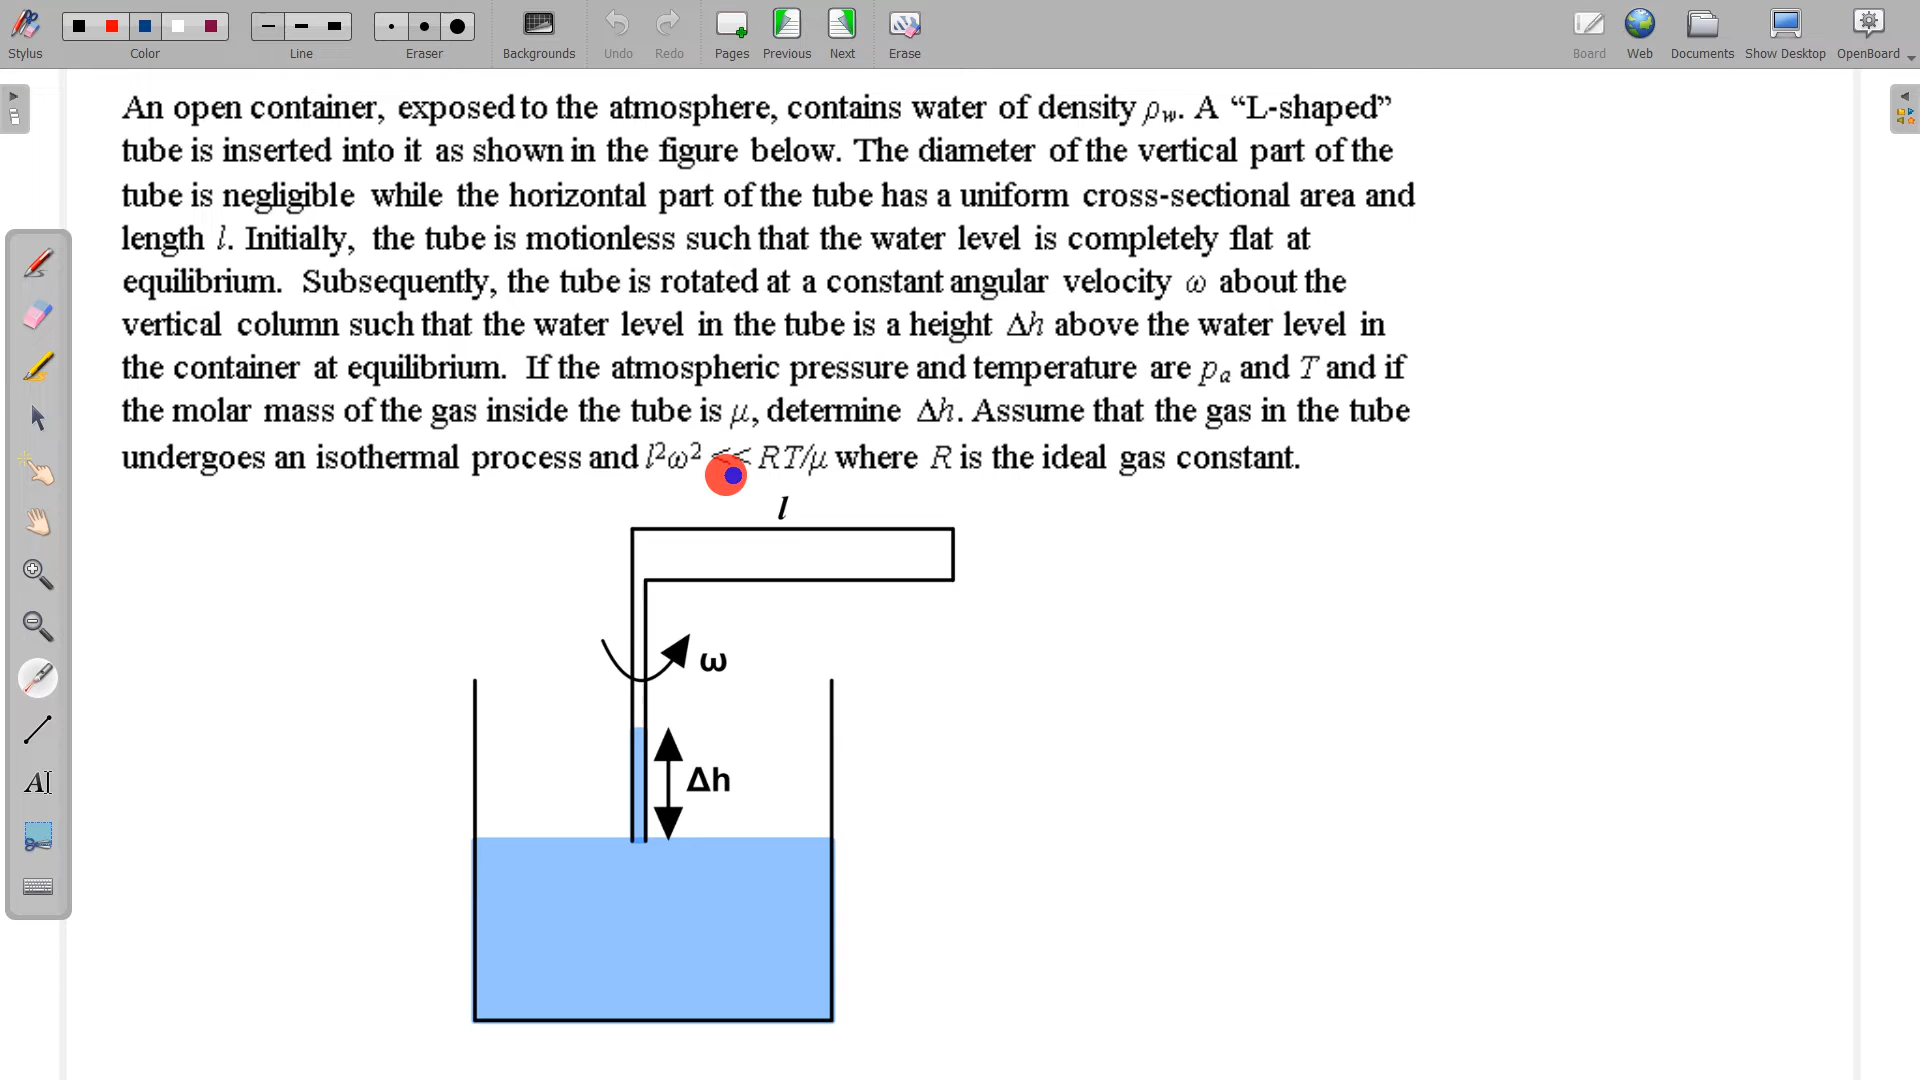 Stylus Color Line Eraser Backgrounds Undo Redo Pages Previous Next Erase Board Web Documents Show Desktop OpenBoard
An open container, exposed to the atmosphere, contains water of density ρw. A “L-shaped”
tube is inserted into it as shown in the figure below. The diameter of the vertical part of the
tube is negligible while the horizontal part of the tube has a uniform cross-sectional area and
length l. Initially, the tube is motionless such that the water level is completely flat at
equilibrium. Subsequently, the tube is rotated at a constant angular velocity ω about the
vertical column such that the water level in the tube is a height Δh above the water level in
the container at equilibrium. If the atmospheric pressure and temperature are pa and T and if
the molar mass of the gas inside the tube is μ, determine Δh. Assume that the gas in the tube
undergoes an isothermal process and l²ω² << RT/μ where R is the ideal gas constant.
l
ω
Δh
AI